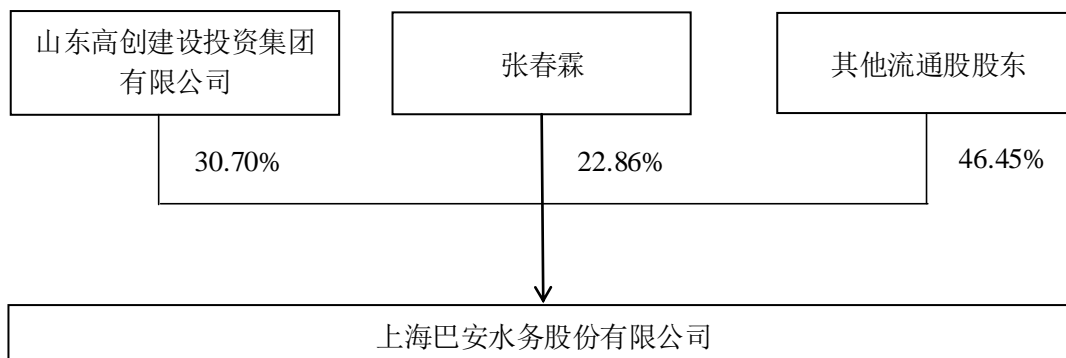 山东高创建设投资集团
有限公司
张春霖
其他流通股股东
30.70%
22.86%
46.45%
上海巴安水务股份有限公司